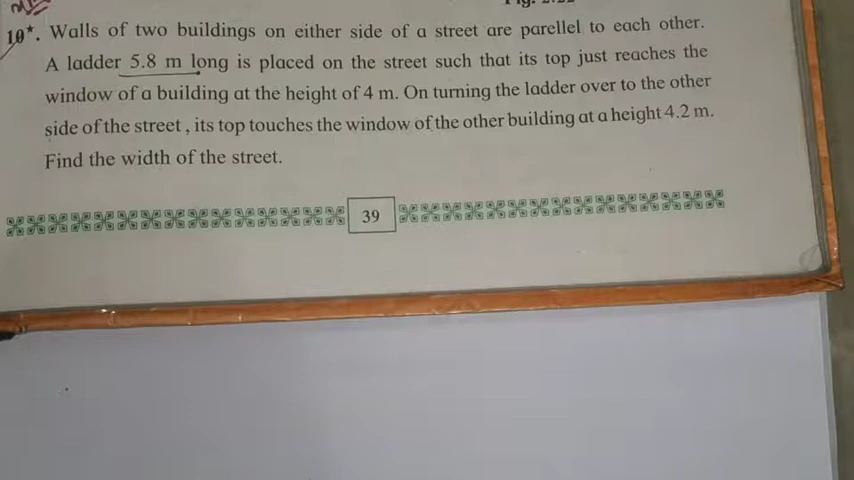 10*. Walls of two buildings on either side of a street are parellel to each other.
A ladder 5.8 m long is placed on the street such that its top just reaches the
window of a building at the height of 4 m. On turning the ladder over to the other
side of the street , its top touches the window of the other building at a height 4.2 m.
Find the width of the street.
39